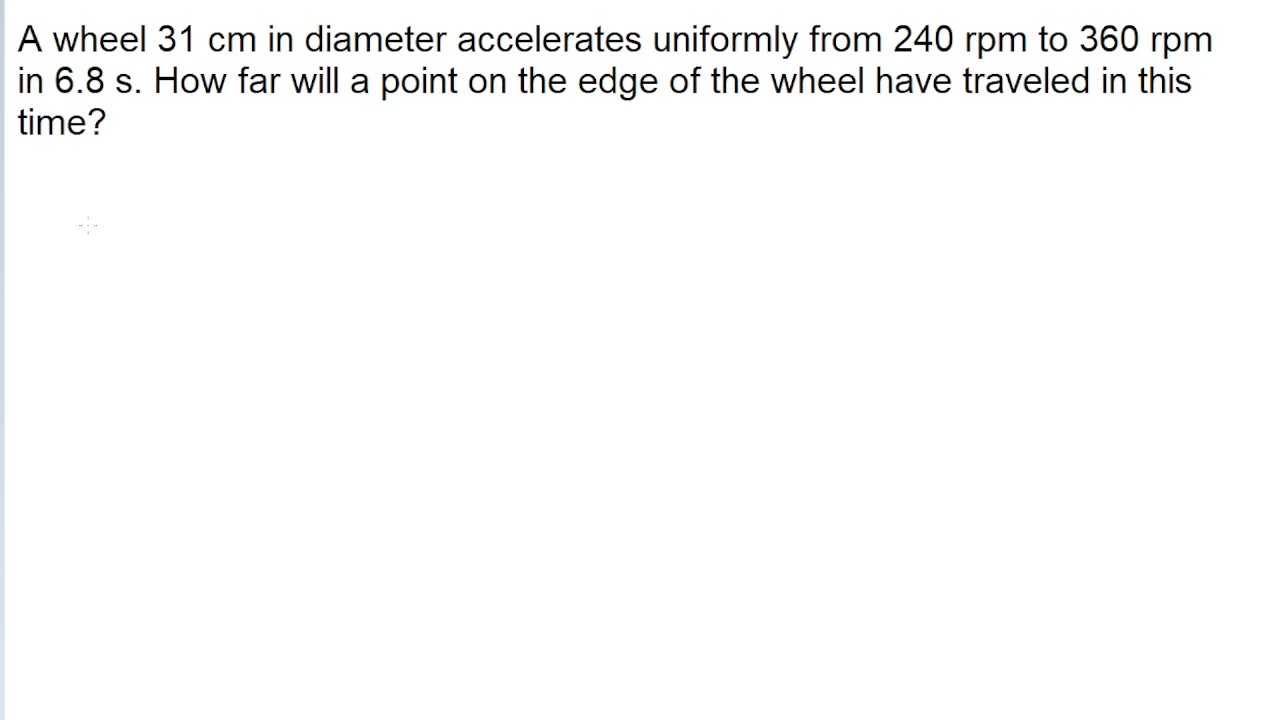 A wheel 31 cm in diameter accelerates uniformly from 240 rpm to 360 rpm
in 6.8 s. How far will a point on the edge of the wheel have traveled in this
time?